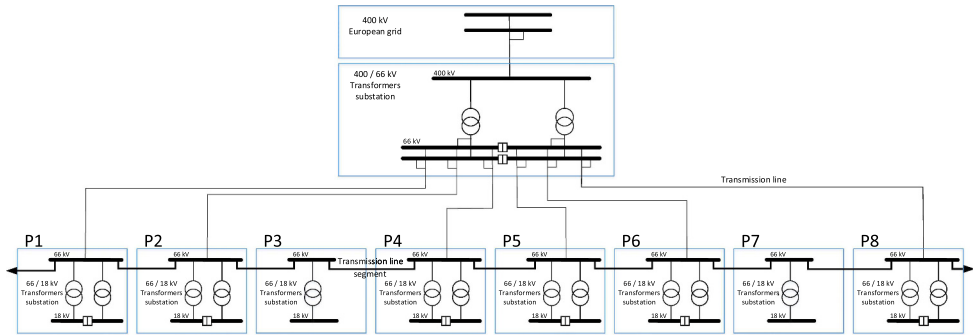 400 kV
European grid
400 / 66 kV
Transformers
substation
400 kV
66 kV
Transmission line
P1
P2
P3
P4
P5
P6
P7
P8
66 kV
66 kV
66 kV
66 kV
66 kV
66 kV
66 kV
66 kV
Transmission line
segment
66 / 18 kV
Transformers
substation
66 / 18 kV
Transformers
substation
66 / 18 kV
Transformers
substation
66 / 18 kV
Transformers
substation
66 / 18 kV
Transformers
substation
66 / 18 kV
Transformers
substation
66 / 18 kV
Transformers
substation
66 / 18 kV
Transformers
substation
18 kV
18 kV
18 kV
18 kV
18 kV
18 kV
18 kV
18 kV